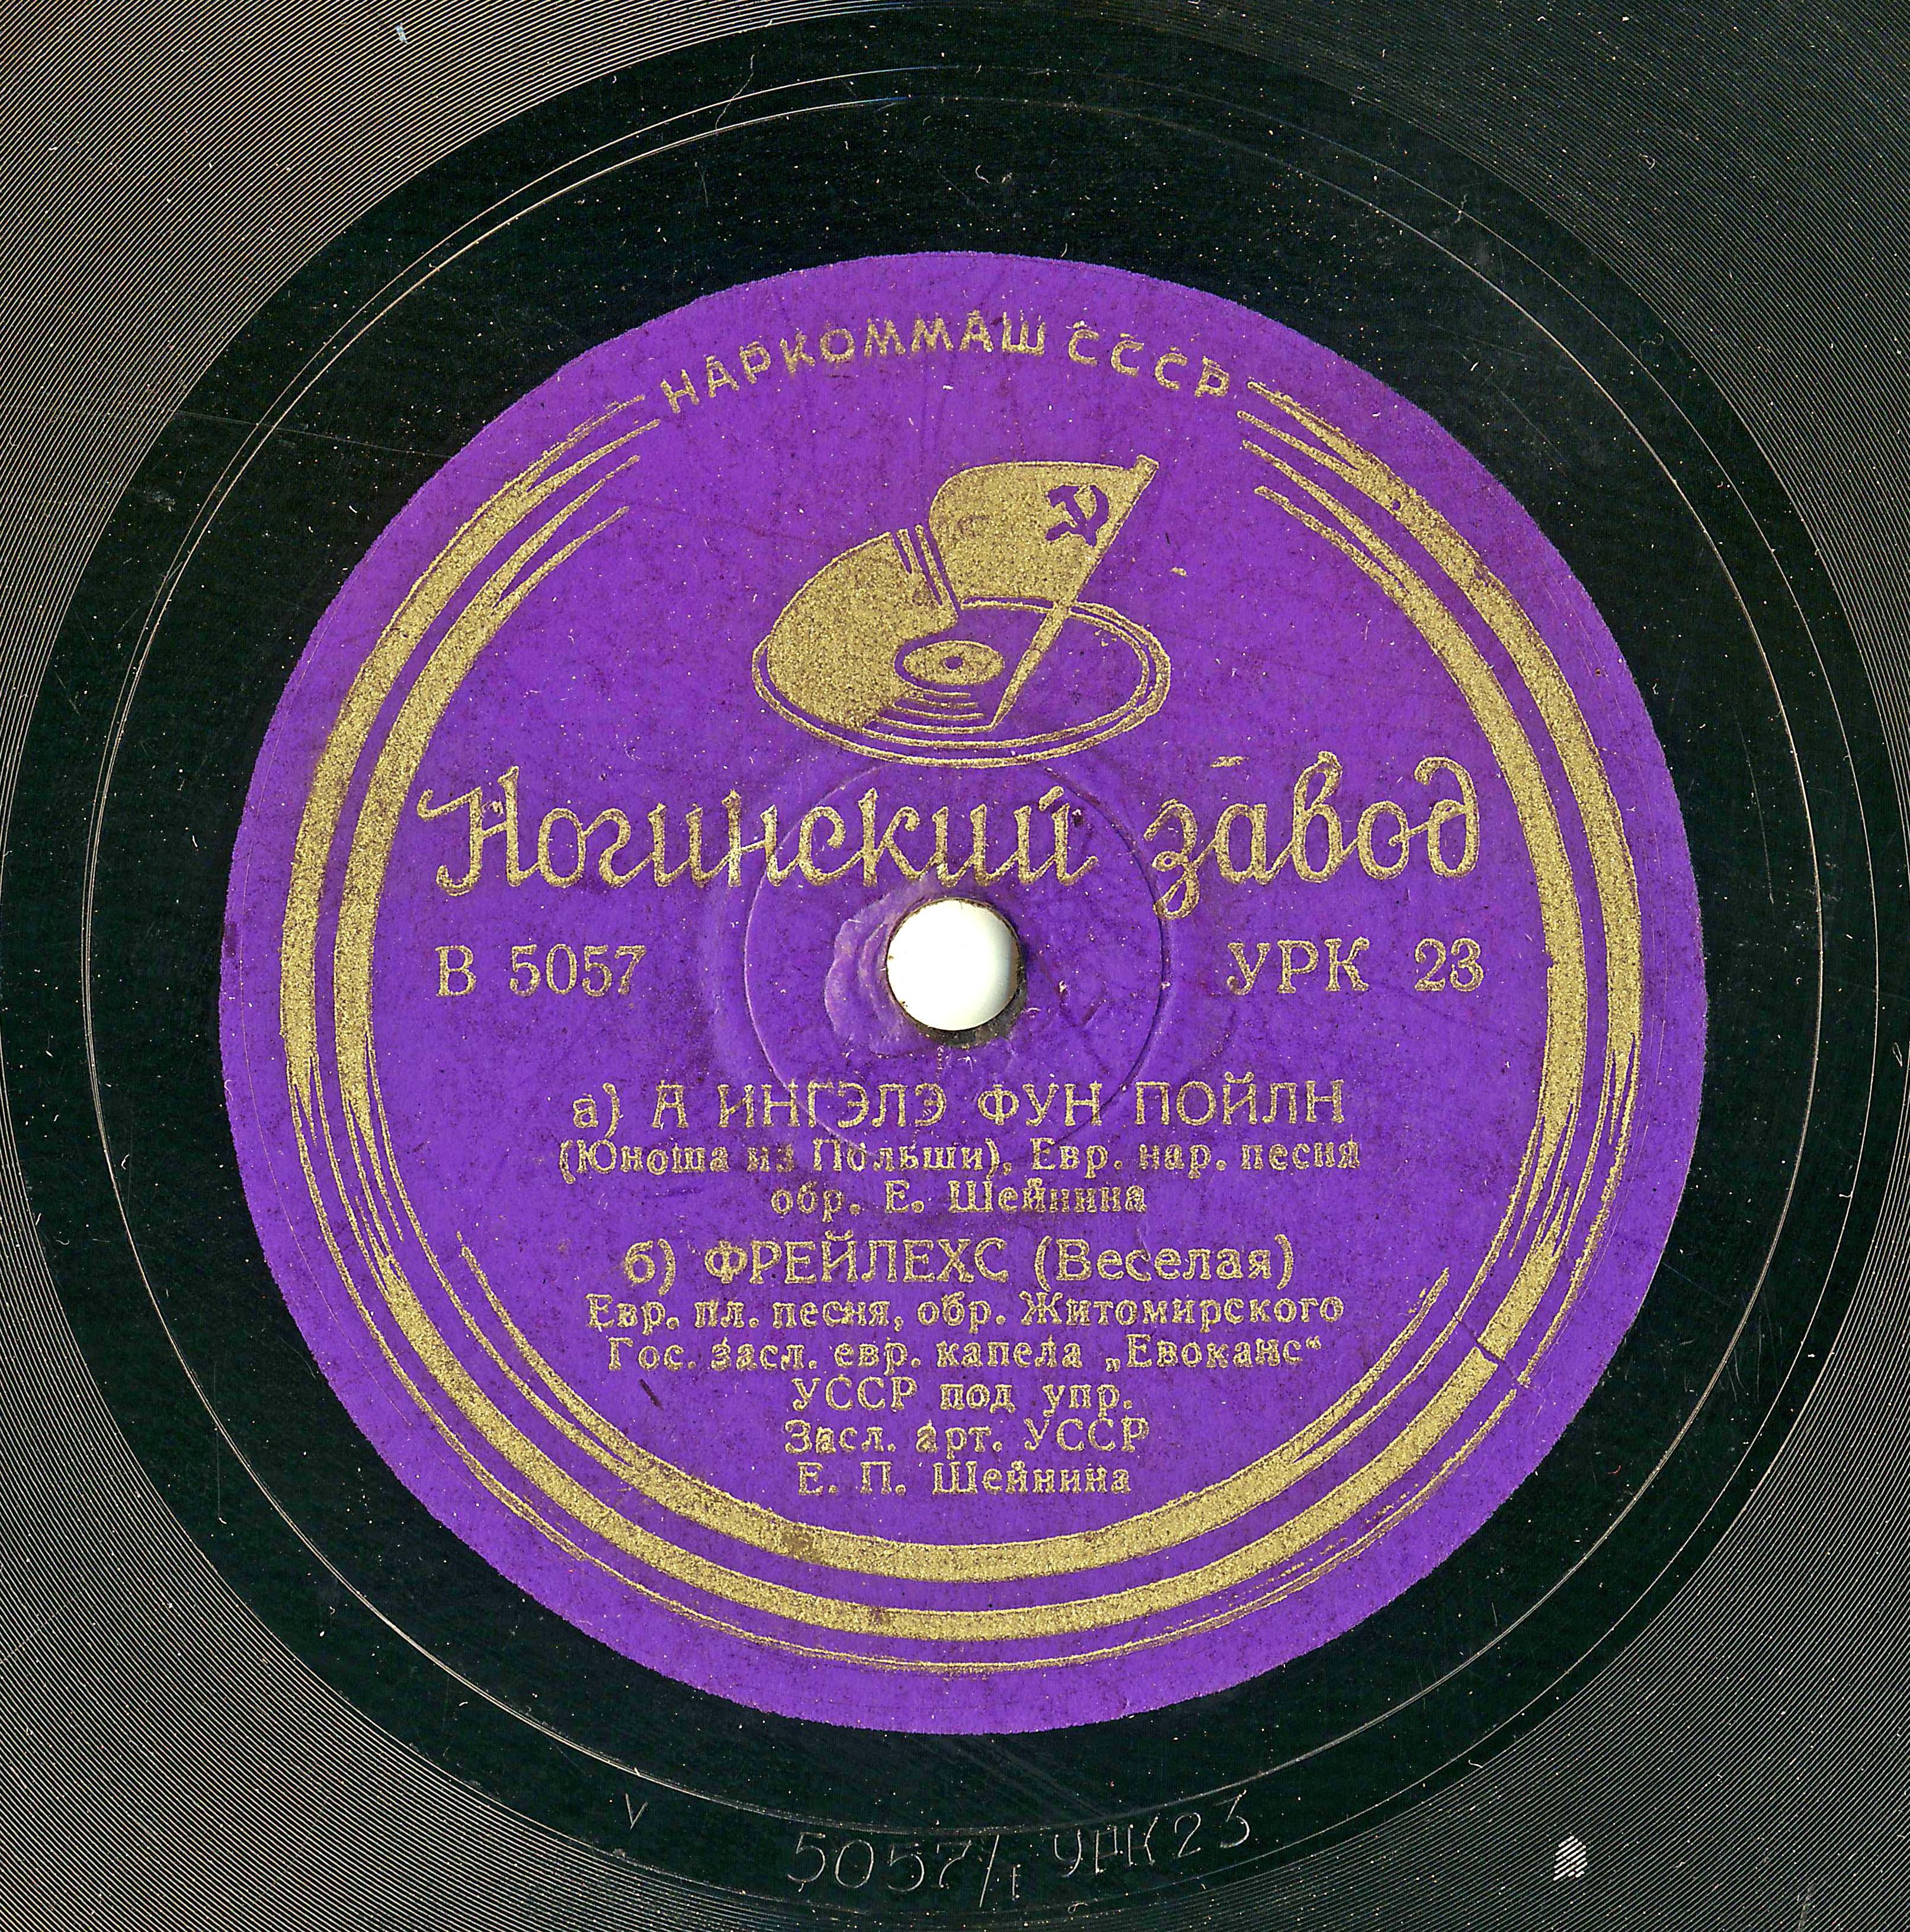 НАРКОММАШ СССР
Ногинский завод
В 5057 УРК 23
а) А ИНГЭЛЭ ФУН ПОЙЛН
(Юноша из Польши), Евр. нар. песня
обр. Е. Шейнина
б) ФРЕЙЛЕХС (Веселая)
Евр. пл. песня, обр. Житомирского
Гос. засл. евр. капела „Евоканс“
УССР под упр.
Засл. арт. УССР
Е. П. Шейнина
V 5057/1 УРК23